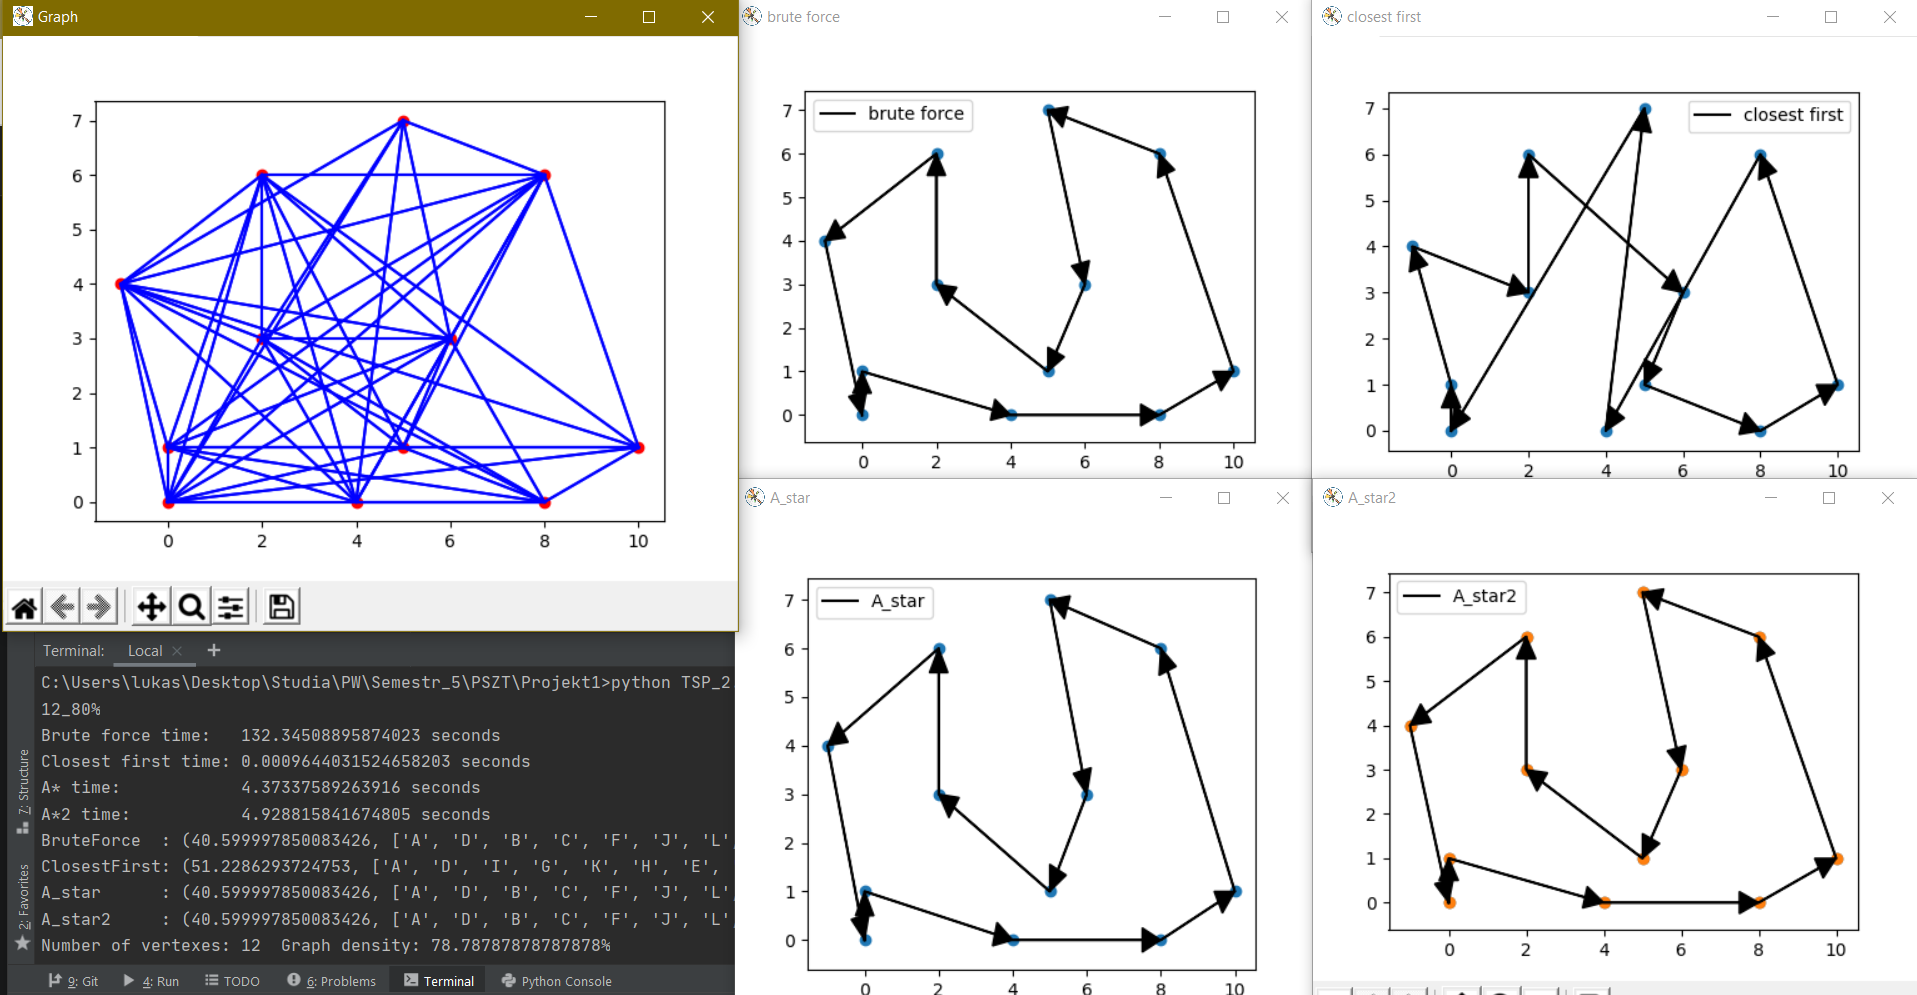 Graph
7
6
5
4
3
2
1
0
0 2 4 6 8 10
brute force
brute force
7
6
5
4
3
2
1
0
0 2 4 6 8 10
closest first
closest first
7
6
5
4
3
2
1
0
0 2 4 6 8 10
A_star
A_star
7
6
5
4
3
2
1
0
0 2 4 6 8 10
A_star2
A_star2
7
6
5
4
3
2
1
0
0 2 4 6 8 10
Terminal: Local
C:\Users\lukas\Desktop\Studia\PW\Semestr_5\PSZT\Projekt1>python TSP_2
12_80%
Brute force time: 132.34508895874023 seconds
Closest first time: 0.0009644031524658203 seconds
A* time: 4.37337589263916 seconds
A*2 time: 4.928815841674805 seconds
BruteForce : (40.599997850083426, ['A', 'D', 'B', 'C', 'F', 'J', 'L',
ClosestFirst: (51.2286293724753, ['A', 'D', 'I', 'G', 'K', 'H', 'E',
A_star : (40.599997850083426, ['A', 'D', 'B', 'C', 'F', 'J', 'L',
A_star2 : (40.599997850083426, ['A', 'D', 'B', 'C', 'F', 'J', 'L',
Number of vertexes: 12 Graph density: 78.78787878787878%
7: Structure
2: Favorites
9: Git 4: Run TODO 6: Problems Terminal Python Console